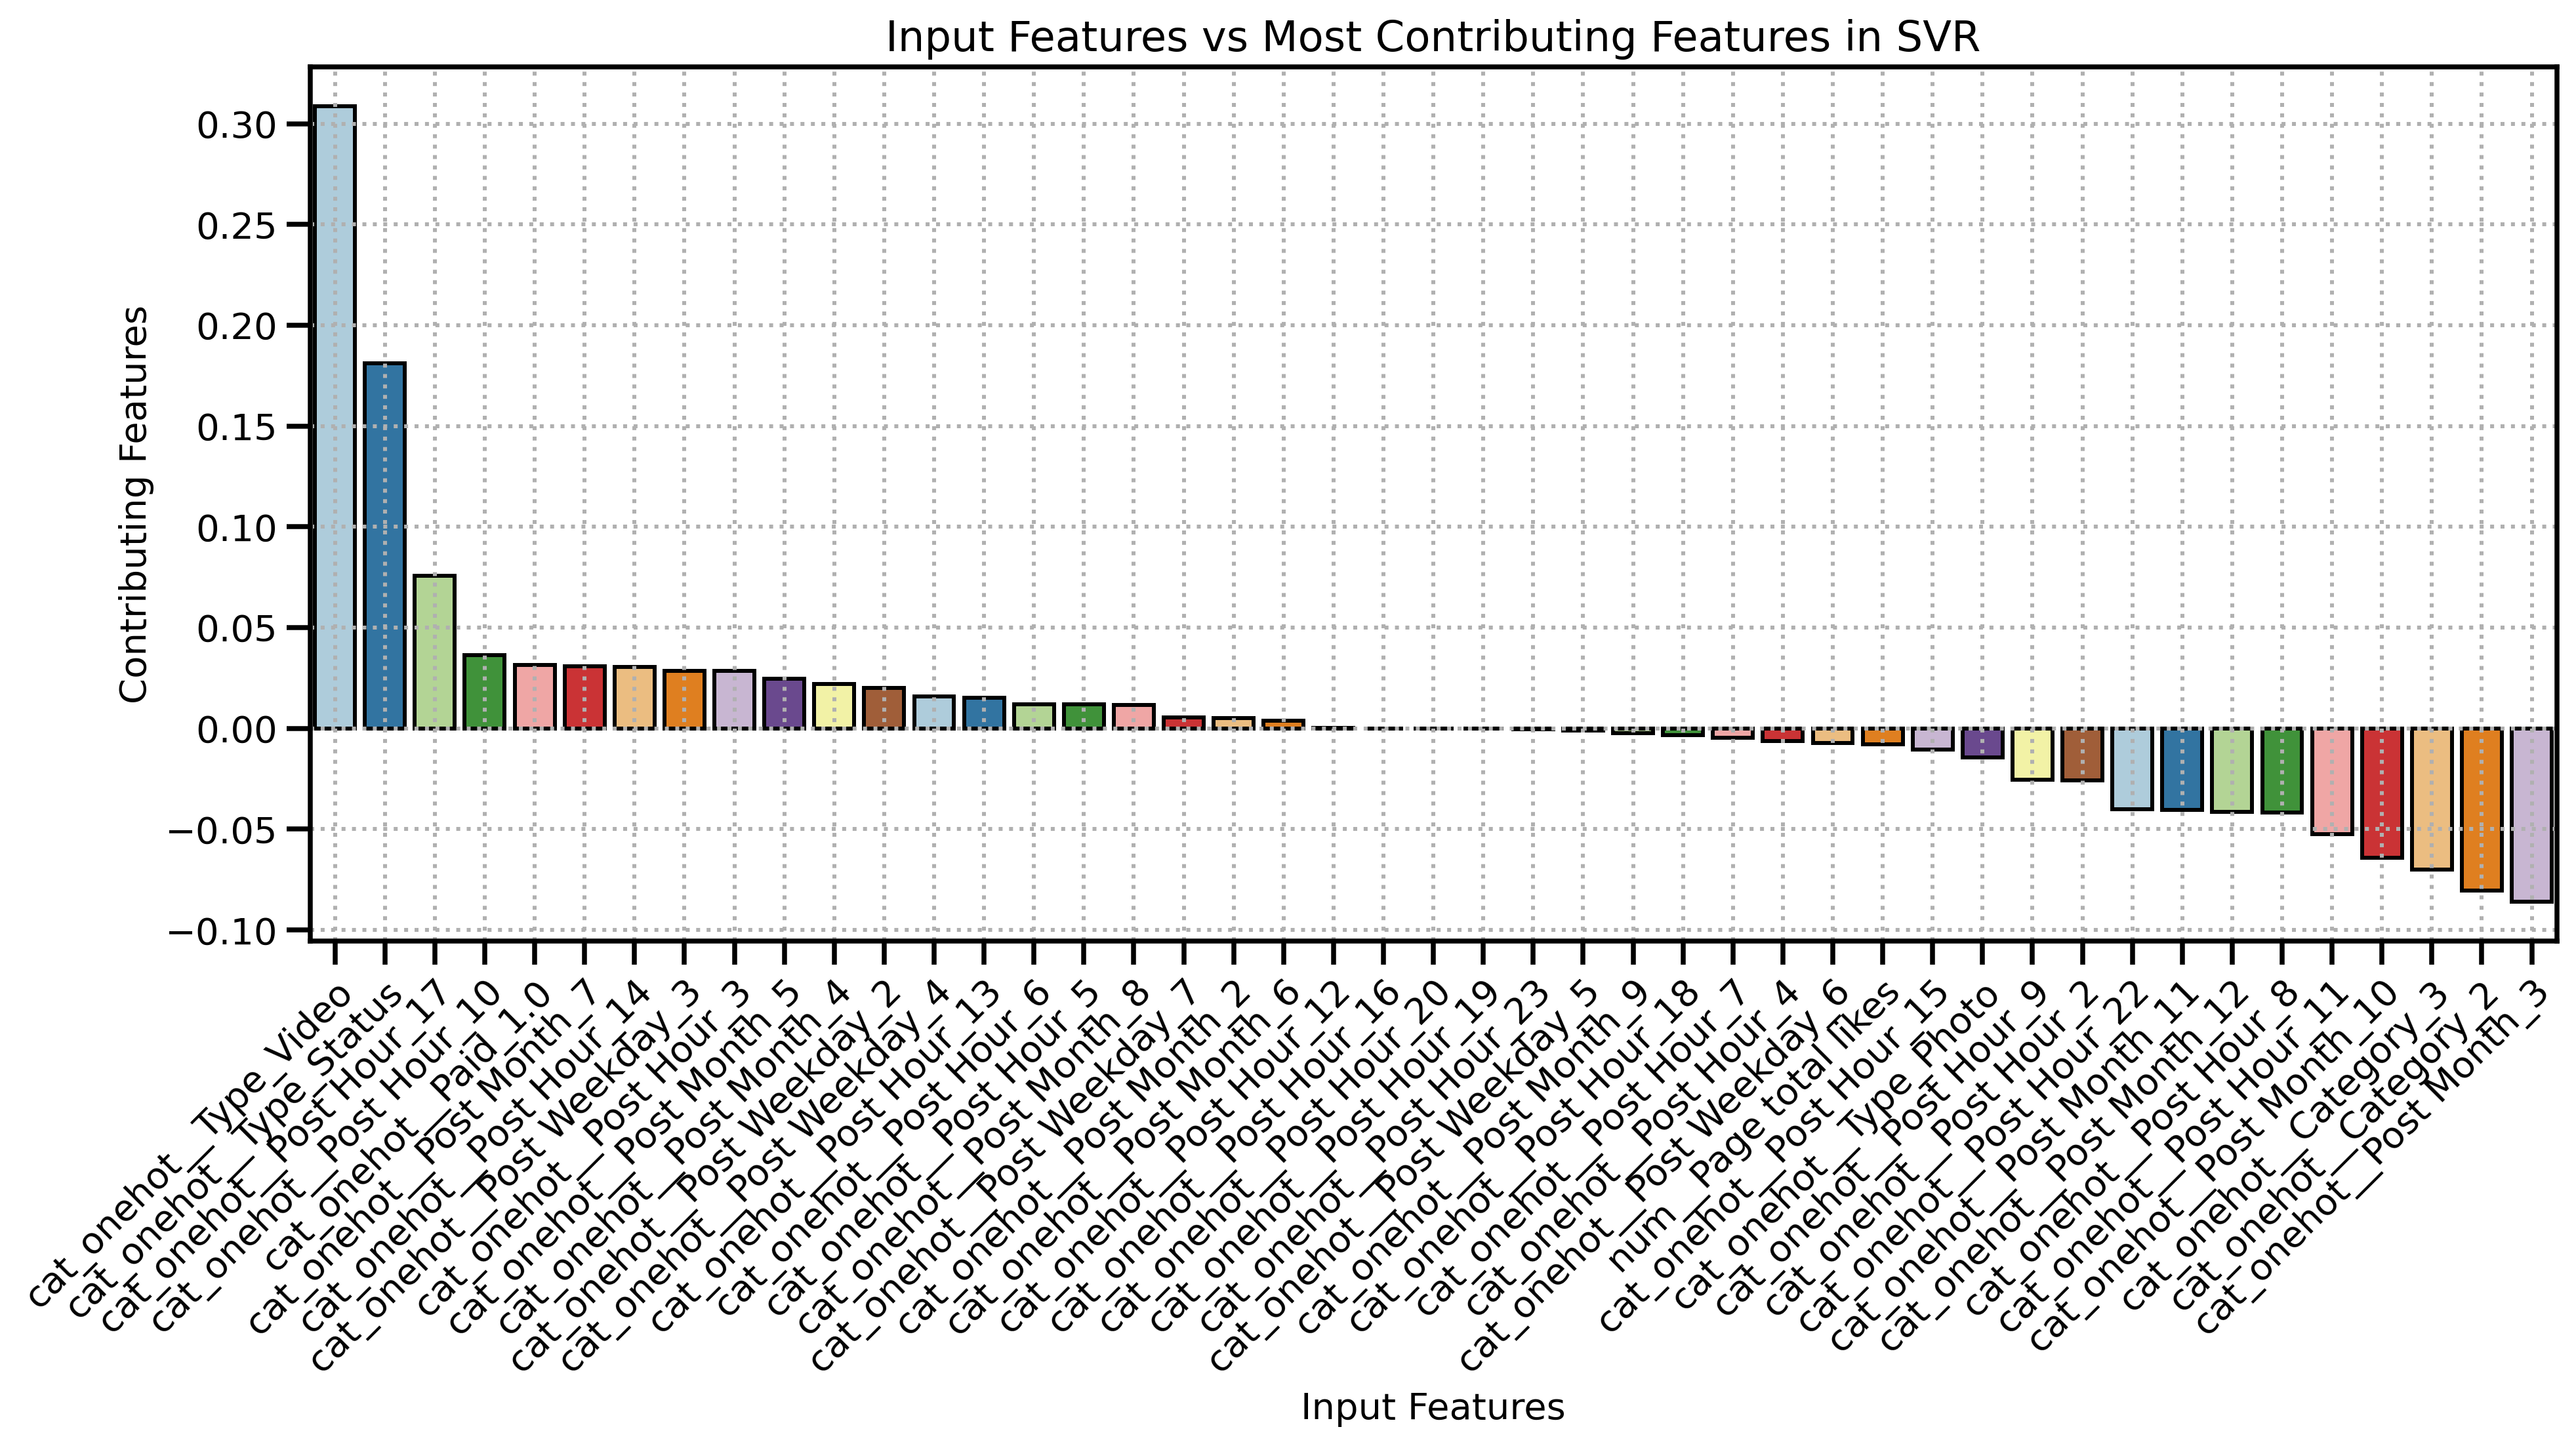 Input Features vs Most Contributing Features in SVR
Contributing Features
0.30
0.25
0.20
0.15
0.10
0.05
0.00
−0.05
−0.10
cat_onehot__Type_Video
cat_onehot__Type_Status
cat_onehot__Post Hour_17
cat_onehot__Post Hour_10
cat_onehot__Paid_1.0
cat_onehot__Post Month_7
cat_onehot__Post Hour_14
cat_onehot__Post Weekday_3
cat_onehot__Post Hour_3
cat_onehot__Post Month_5
cat_onehot__Post Month_4
cat_onehot__Post Weekday_2
cat_onehot__Post Weekday_4
cat_onehot__Post Hour_13
cat_onehot__Post Hour_6
cat_onehot__Post Hour_5
cat_onehot__Post Month_8
cat_onehot__Post Weekday_7
cat_onehot__Post Month_2
cat_onehot__Post Month_6
cat_onehot__Post Hour_12
cat_onehot__Post Hour_16
cat_onehot__Post Hour_20
cat_onehot__Post Hour_19
cat_onehot__Post Hour_23
cat_onehot__Post Weekday_5
cat_onehot__Post Month_9
cat_onehot__Post Hour_18
cat_onehot__Post Hour_7
cat_onehot__Post Hour_4
cat_onehot__Post Weekday_6
num__Page total likes
cat_onehot__Post Hour_15
cat_onehot__Type_Photo
cat_onehot__Post Hour_9
cat_onehot__Post Hour_2
cat_onehot__Post Hour_22
cat_onehot__Post Month_11
cat_onehot__Post Month_12
cat_onehot__Post Hour_8
cat_onehot__Post Hour_11
cat_onehot__Post Month_10
cat_onehot__Category_3
cat_onehot__Category_2
cat_onehot__Post Month_3
Input Features